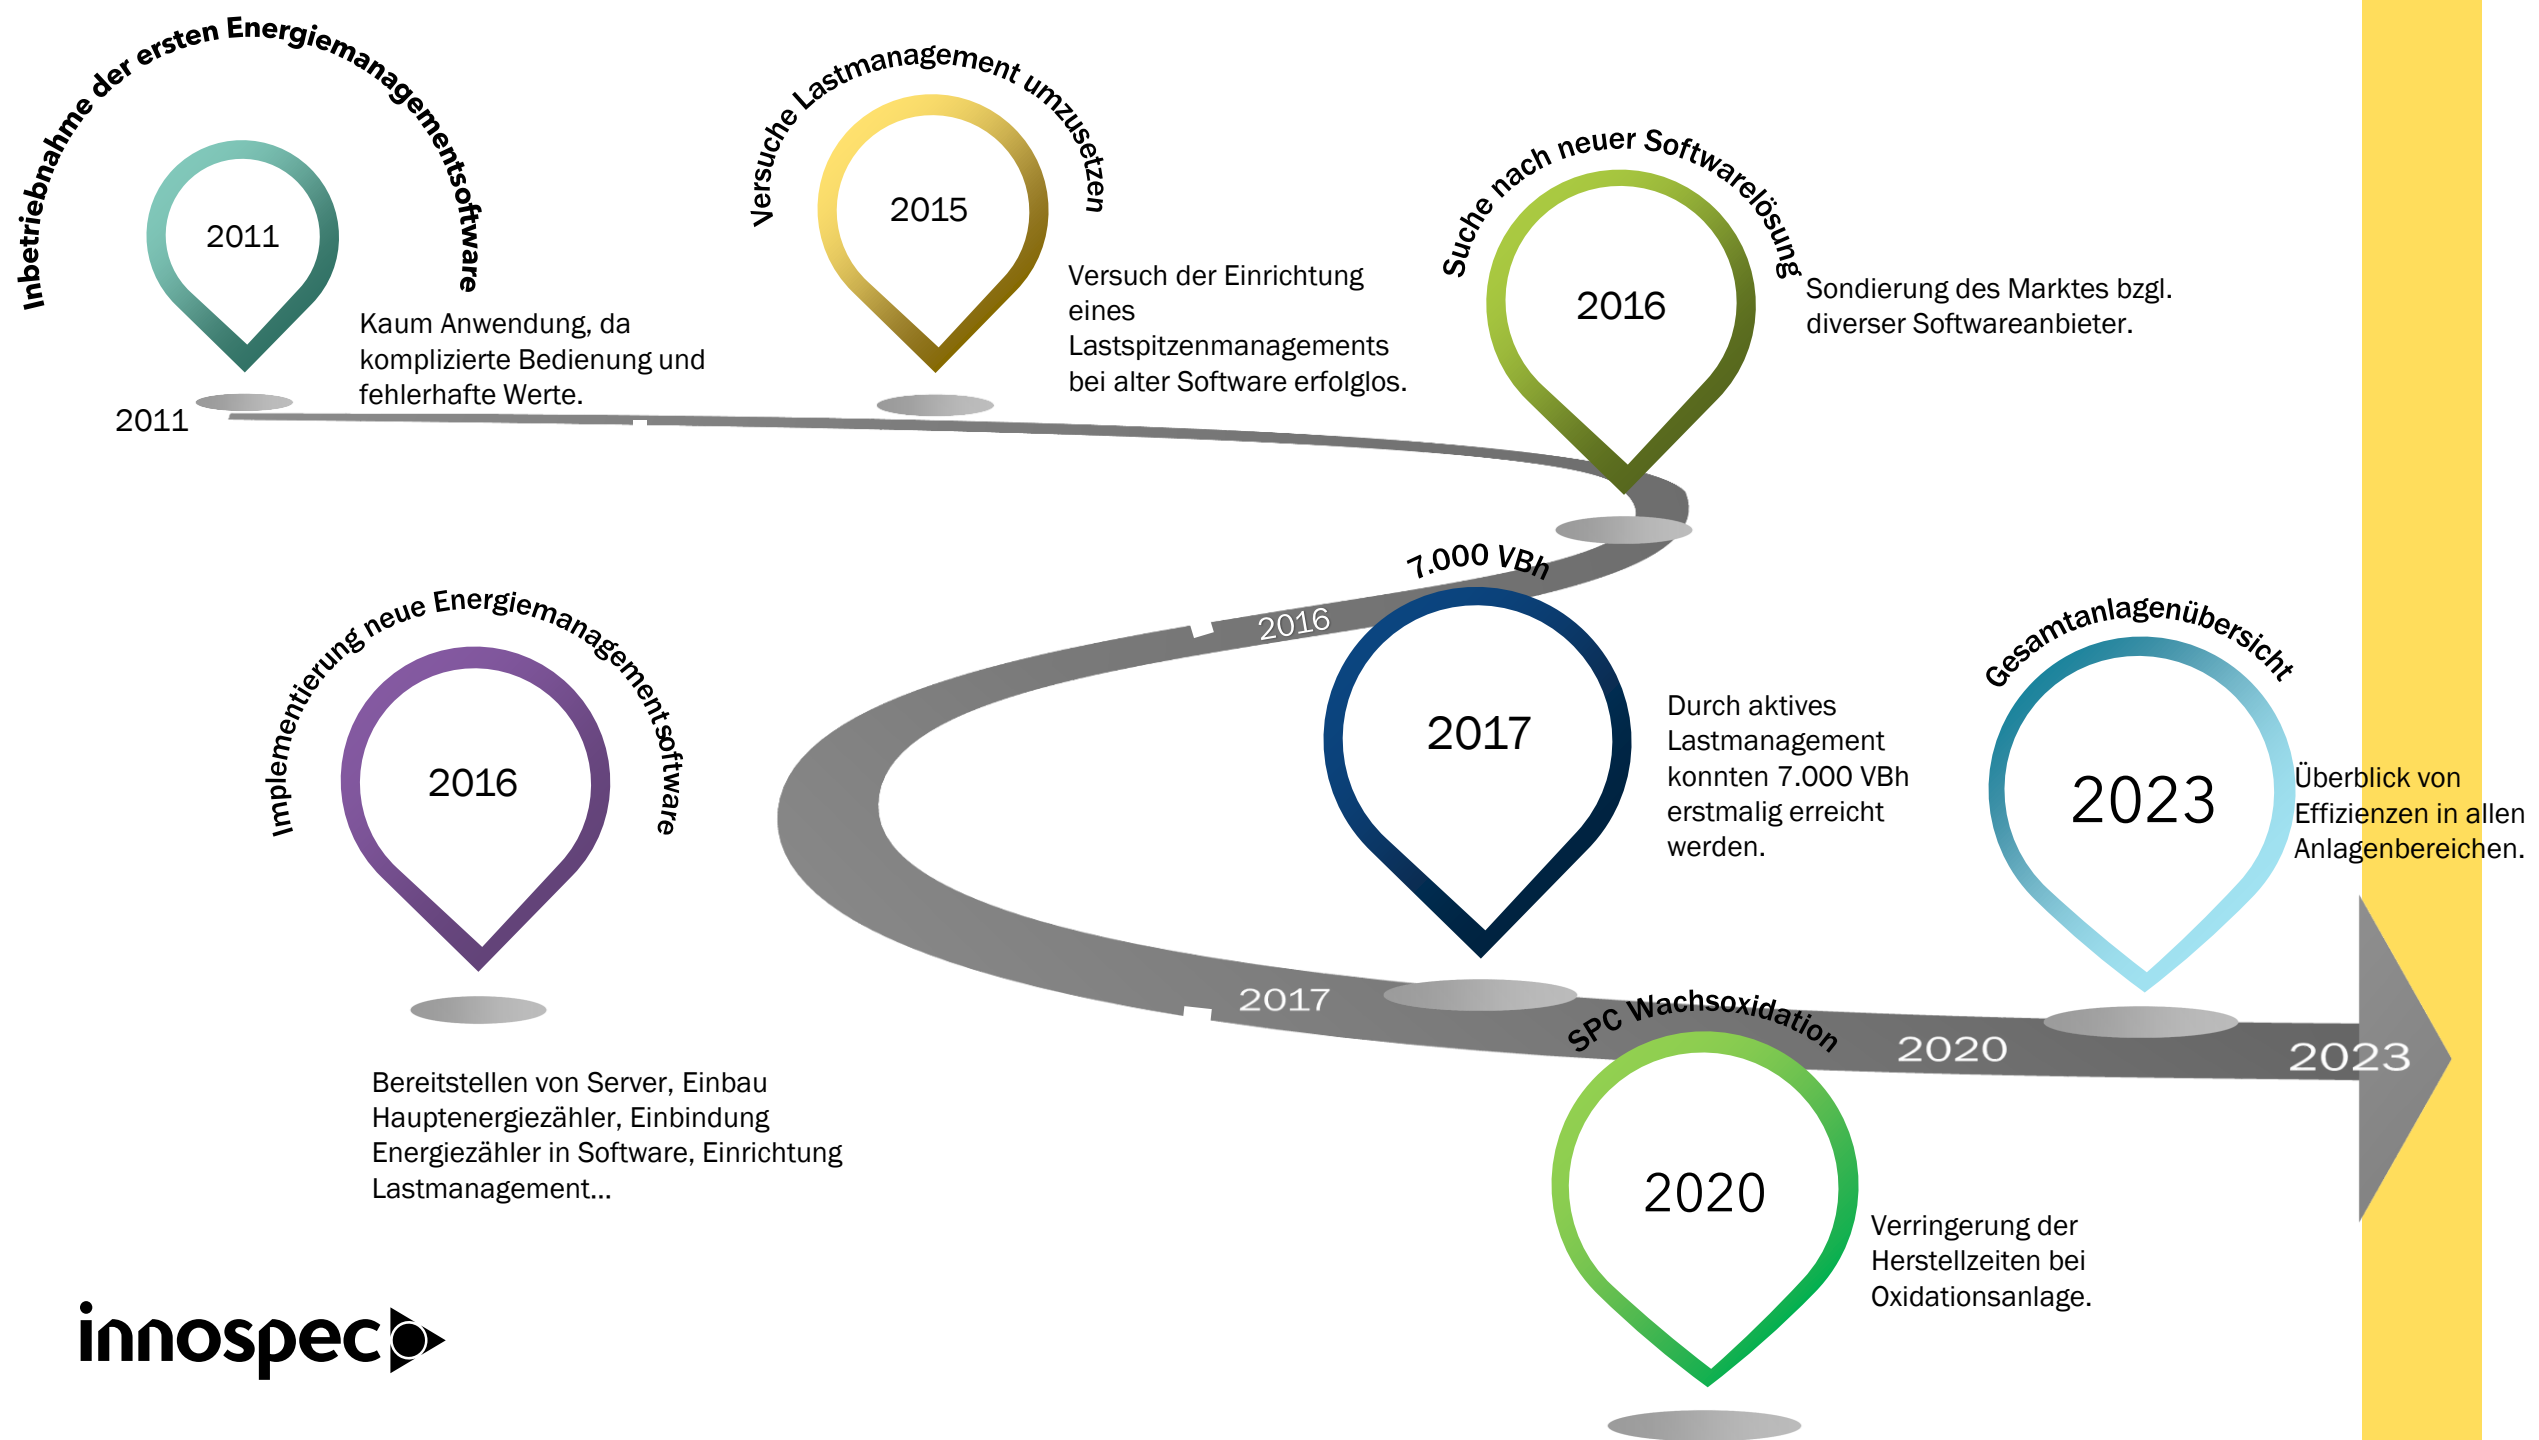 Inbetriebnahme der ersten Energiemanagementsoftware
2011
Kaum Anwendung, da
komplizierte Bedienung und
fehlerhafte Werte.
2011
Versuche Lastmanagement umzusetzen
2015
Versuch der Einrichtung
eines
Lastspitzenmanagements
bei alter Software erfolglos.
Suche nach neuer Softwarelösung
2016
Sondierung des Marktes bzgl.
diverser Softwareanbieter.
2016
Implementierung neue Energiemanagementsoftware
2016
Bereitstellen von Server, Einbau
Hauptenergiezähler, Einbindung
Energiezähler in Software, Einrichtung
Lastmanagement...
7.000 VBh
2017
Durch aktives
Lastmanagement
konnten 7.000 VBh
erstmalig erreicht
werden.
2017
SPC Wachsoxidation
2020
Verringerung der
Herstellzeiten bei
Oxidationsanlage.
2020
Gesamtanlagenübersicht
2023
Überblick von
Effizienzen in allen
Anlagenbereichen.
2023
innospec